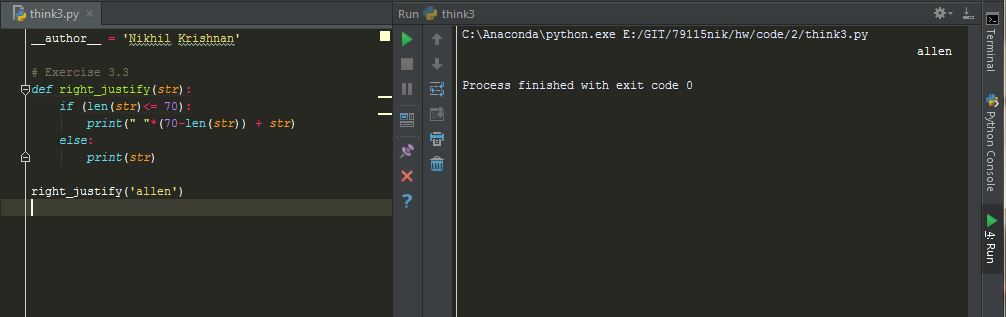 think3.py
__author__ = 'Nikhil Krishnan'
# Exercise 3.3
def right_justify(str):
    if (len(str)<= 70):
        print(" "*(70-len(str)) + str)
    else:
        print(str)
right_justify('allen')
Run think3
C:\Anaconda\python.exe E:/GIT/79115nik/hw/code/2/think3.py
allen
Process finished with exit code 0
Terminal
Python Console
4: Run